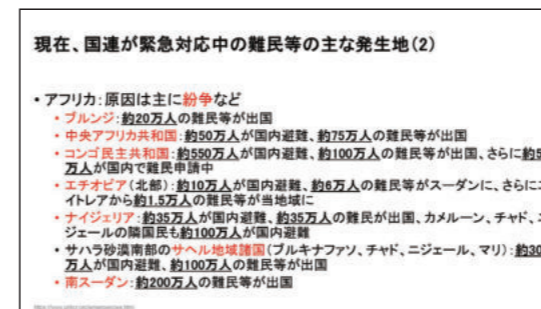 現在、国連が緊急対応中の難民等の主な発生地(2)
・アフリカ:原因は主に紛争など
・ブルンジ:約20万人の難民等が出国
・中央アフリカ共和国:約50万人が国内避難、約75万人の難民等が出国
・コンゴ民主共和国:約550万人が国内避難、約100万人の難民等が出国、さらに約5
万人が国内で難民申請中
・エチオピア(北部):約10万人が国内避難、約6万人の難民等がスーダンに、さらに
イトレアから約1.5万人の難民等が当地域に
・ナイジェリア:約35万人が国内避難、約35万人の難民が出国、カメルーン、チャド、
ジェールの隣国民も約100万人が国内避難
・サハラ砂漠南部のサヘル地域諸国(ブルキナファソ、チャド、ニジェール、マリ):約30
万人が国内避難、約100万人の難民等が出国
・南スーダン:約200万人の難民等が出国